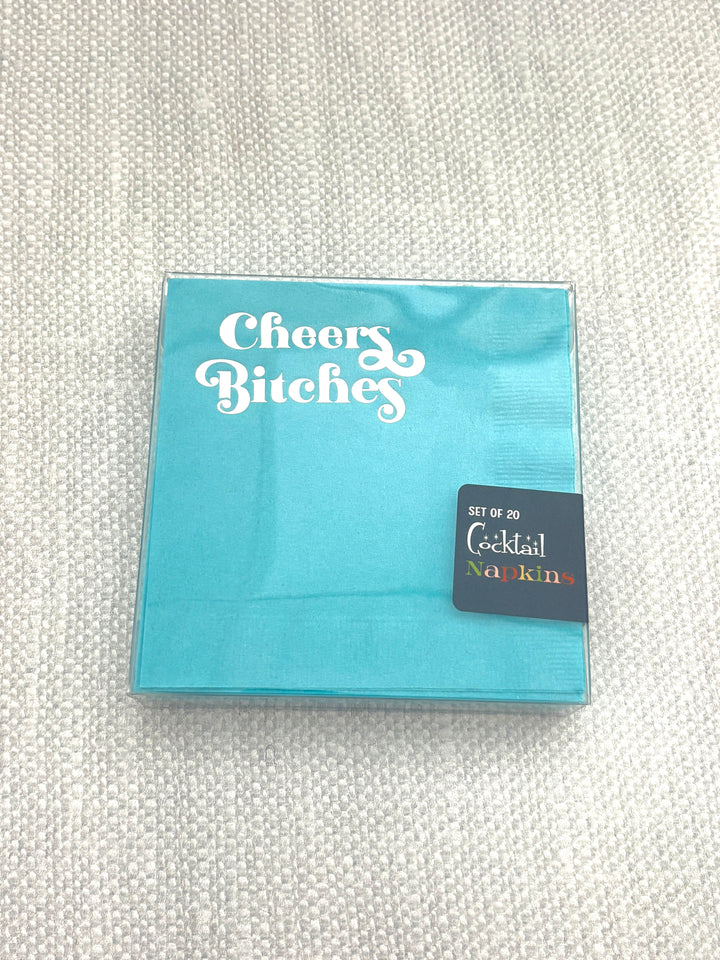 Cheers
Bitches
SET OF 20
Cocktail
Napkins